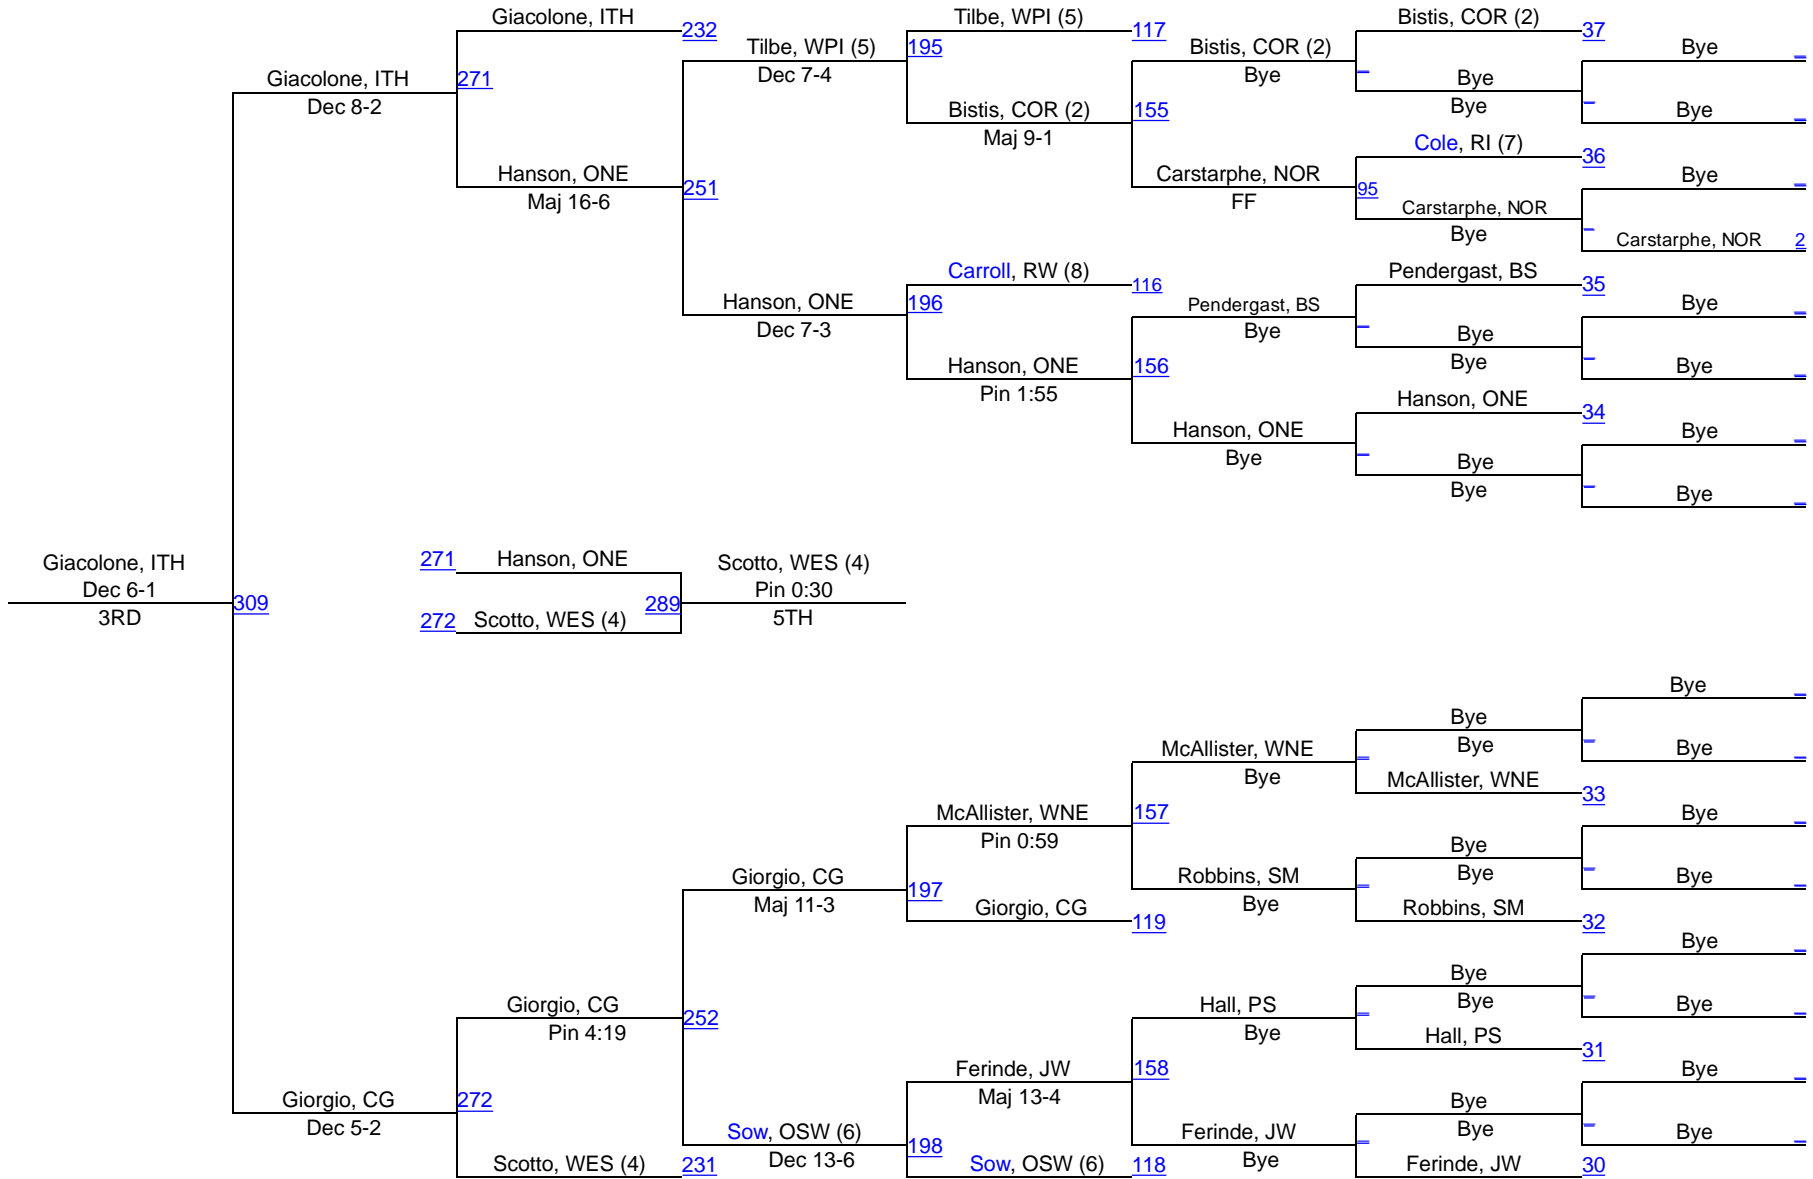 Giacolone, ITH
232
Tilbe, WPI (5)
117
Bistis, COR (2)
37
Tilbe, WPI (5)
Dec 7-4
195
Bistis, COR (2)
Bye
Bye
Giacolone, ITH
Dec 8-2
271
Bye
Bye
Bistis, COR (2)
Maj 9-1
155
Bye
Cole, RI (7)
36
Hanson, ONE
Maj 16-6
251
Carstarphe, NOR
FF
95
Bye
Carstarphe, NOR
Bye
Carstarphe, NOR 2
Carroll, RW (8)
116
Pendergast, BS
35
Hanson, ONE
Dec 7-3
196
Pendergast, BS
Bye
Bye
Bye
Bye
Hanson, ONE
Pin 1:55
156
Bye
Hanson, ONE
34
Hanson, ONE
Bye
Bye
Bye
Bye
Bye
Giacolone, ITH
Dec 6-1
3RD
309
271 Hanson, ONE
272 Scotto, WES (4)
289
Scotto, WES (4)
Pin 0:30
5TH
Bye
Bye
Bye
McAllister, WNE
Bye
Bye
McAllister, WNE
33
McAllister, WNE
Pin 0:59
157
Bye
Bye
Bye
Giorgio, CG
Maj 11-3
197
Robbins, SM
Bye
Bye
Giorgio, CG
119
Robbins, SM
32
Bye
Bye
Bye
Giorgio, CG
Pin 4:19
252
Hall, PS
Bye
Bye
Hall, PS
31
Ferinde, JW
Maj 13-4
158
Bye
Giorgio, CG
Dec 5-2
272
Bye
Bye
Sow, OSW (6)
Dec 13-6
198
Ferinde, JW
Bye
Bye
Scotto, WES (4)
231
Sow, OSW (6)
118
Ferinde, JW
30